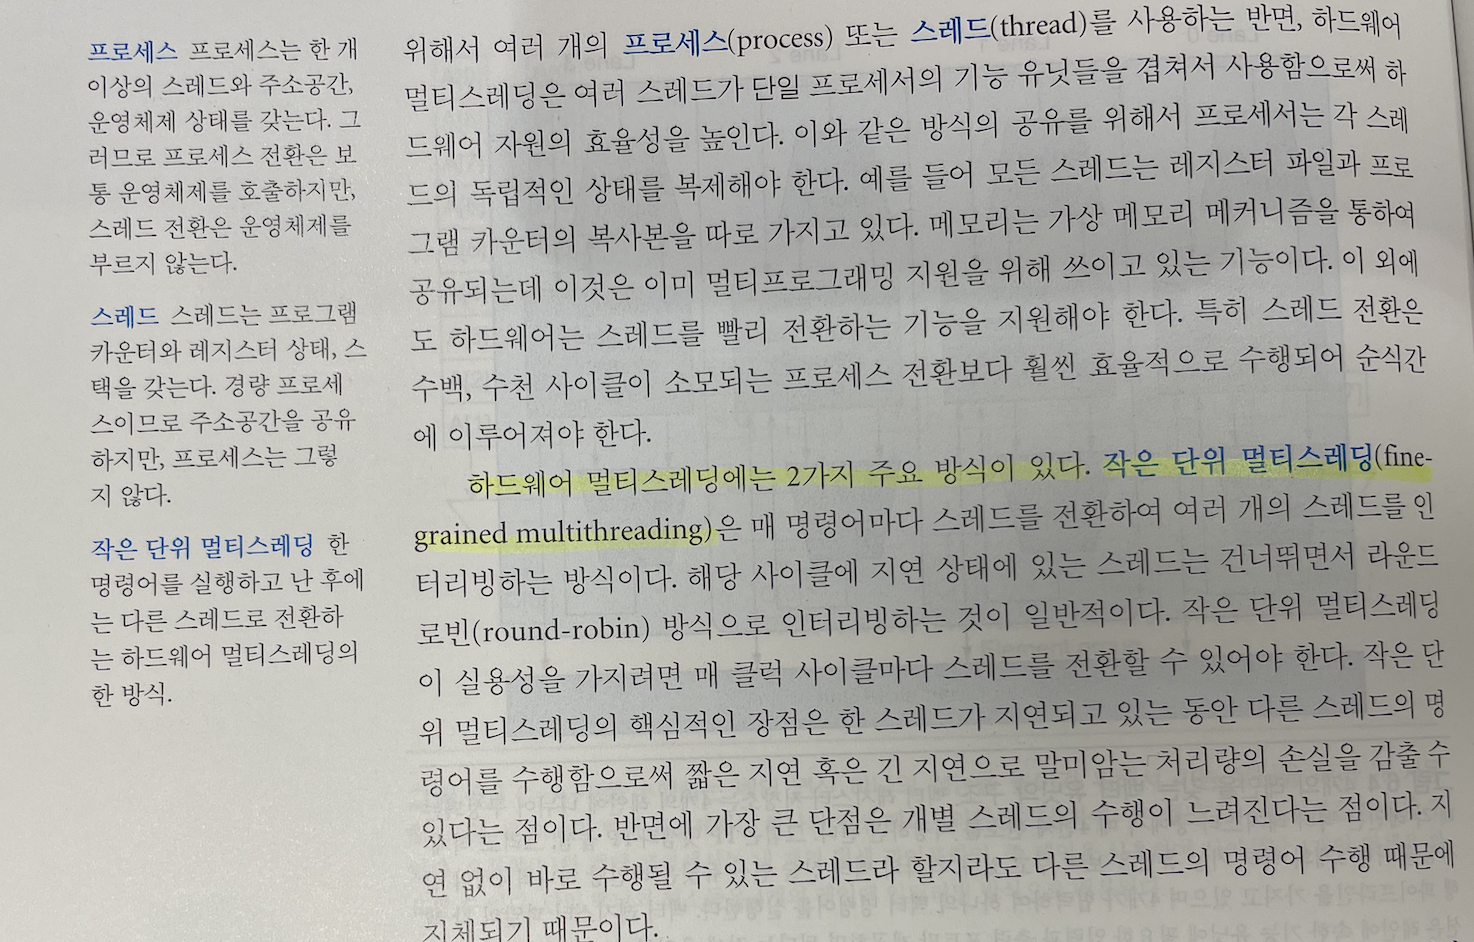 프로세스 프로세스는 한 개
이상의 스레드와 주소공간,
운영체제 상태를 갖는다. 그
러므로 프로세스 전환은 보
통 운영체제를 호출하지만,
스레드 전환은 운영체제를
부르지 않는다.
스레드 스레드는 프로그램
카운터와 레지스터 상태, 스
택을 갖는다. 경량 프로세
스이므로 주소공간을 공유
하지만, 프로세스는 그렇
지 않다.
작은 단위 멀티스레딩 한
명령어를 실행하고 난 후에
는 다른 스레드로 전환하
는 하드웨어 멀티스레딩의
한 방식.
위해서 여러 개의 프로세스(process) 또는 스레드(thread)를 사용하는 반면, 하드웨어
멀티스레딩은 여러 스레드가 단일 프로세서의 기능 유닛들을 겹쳐서 사용함으로써 하
드웨어 자원의 효율성을 높인다. 이와 같은 방식의 공유를 위해서 프로세서는 각 스레
드의 독립적인 상태를 복제해야 한다. 예를 들어 모든 스레드는 레지스터 파일과 프로
그램 카운터의 복사본을 따로 가지고 있다. 메모리는 가상 메모리 메커니즘을 통하여
공유되는데 이것은 이미 멀티프로그래밍 지원을 위해 쓰이고 있는 기능이다. 이 외에
도 하드웨어는 스레드를 빨리 전환하는 기능을 지원해야 한다. 특히 스레드 전환은
수백, 수천 사이클이 소모되는 프로세스 전환보다 훨씬 효율적으로 수행되어 순식간
에 이루어져야 한다.
하드웨어 멀티스레딩에는 2가지 주요 방식이 있다. 작은 단위 멀티스레딩(fine-
grained multithreading)은 매 명령어마다 스레드를 전환하여 여러 개의 스레드를 인
터리빙하는 방식이다. 해당 사이클에 지연 상태에 있는 스레드는 건너뛰면서 라운드
로빈(round-robin) 방식으로 인터리빙하는 것이 일반적이다. 작은 단위 멀티스레딩
이 실용성을 가지려면 매 클럭 사이클마다 스레드를 전환할 수 있어야 한다. 작은 단
위 멀티스레딩의 핵심적인 장점은 한 스레드가 지연되고 있는 동안 다른 스레드의 명
령어를 수행함으로써 짧은 지연 혹은 긴 지연으로 말미암는 처리량의 손실을 감출 수
있다는 점이다. 반면에 가장 큰 단점은 개별 스레드의 수행이 느려진다는 점이다. 지
연 없이 바로 수행될 수 있는 스레드라 할지라도 다른 스레드의 명령어 수행 때문에
지체되기 때문이다.